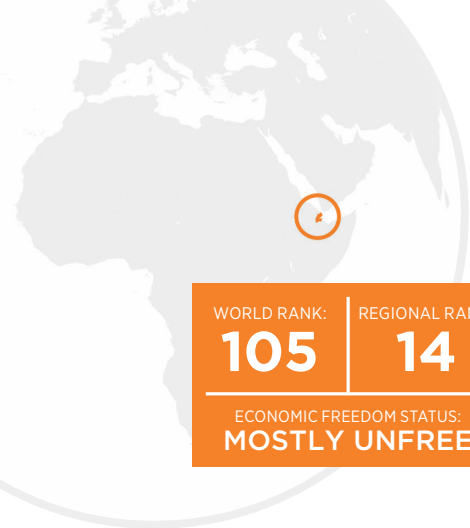 WORLD RANK:
105
REGIONAL RAN
14
ECONOMIC FREEDOM STATUS:
MOSTLY UNFREE